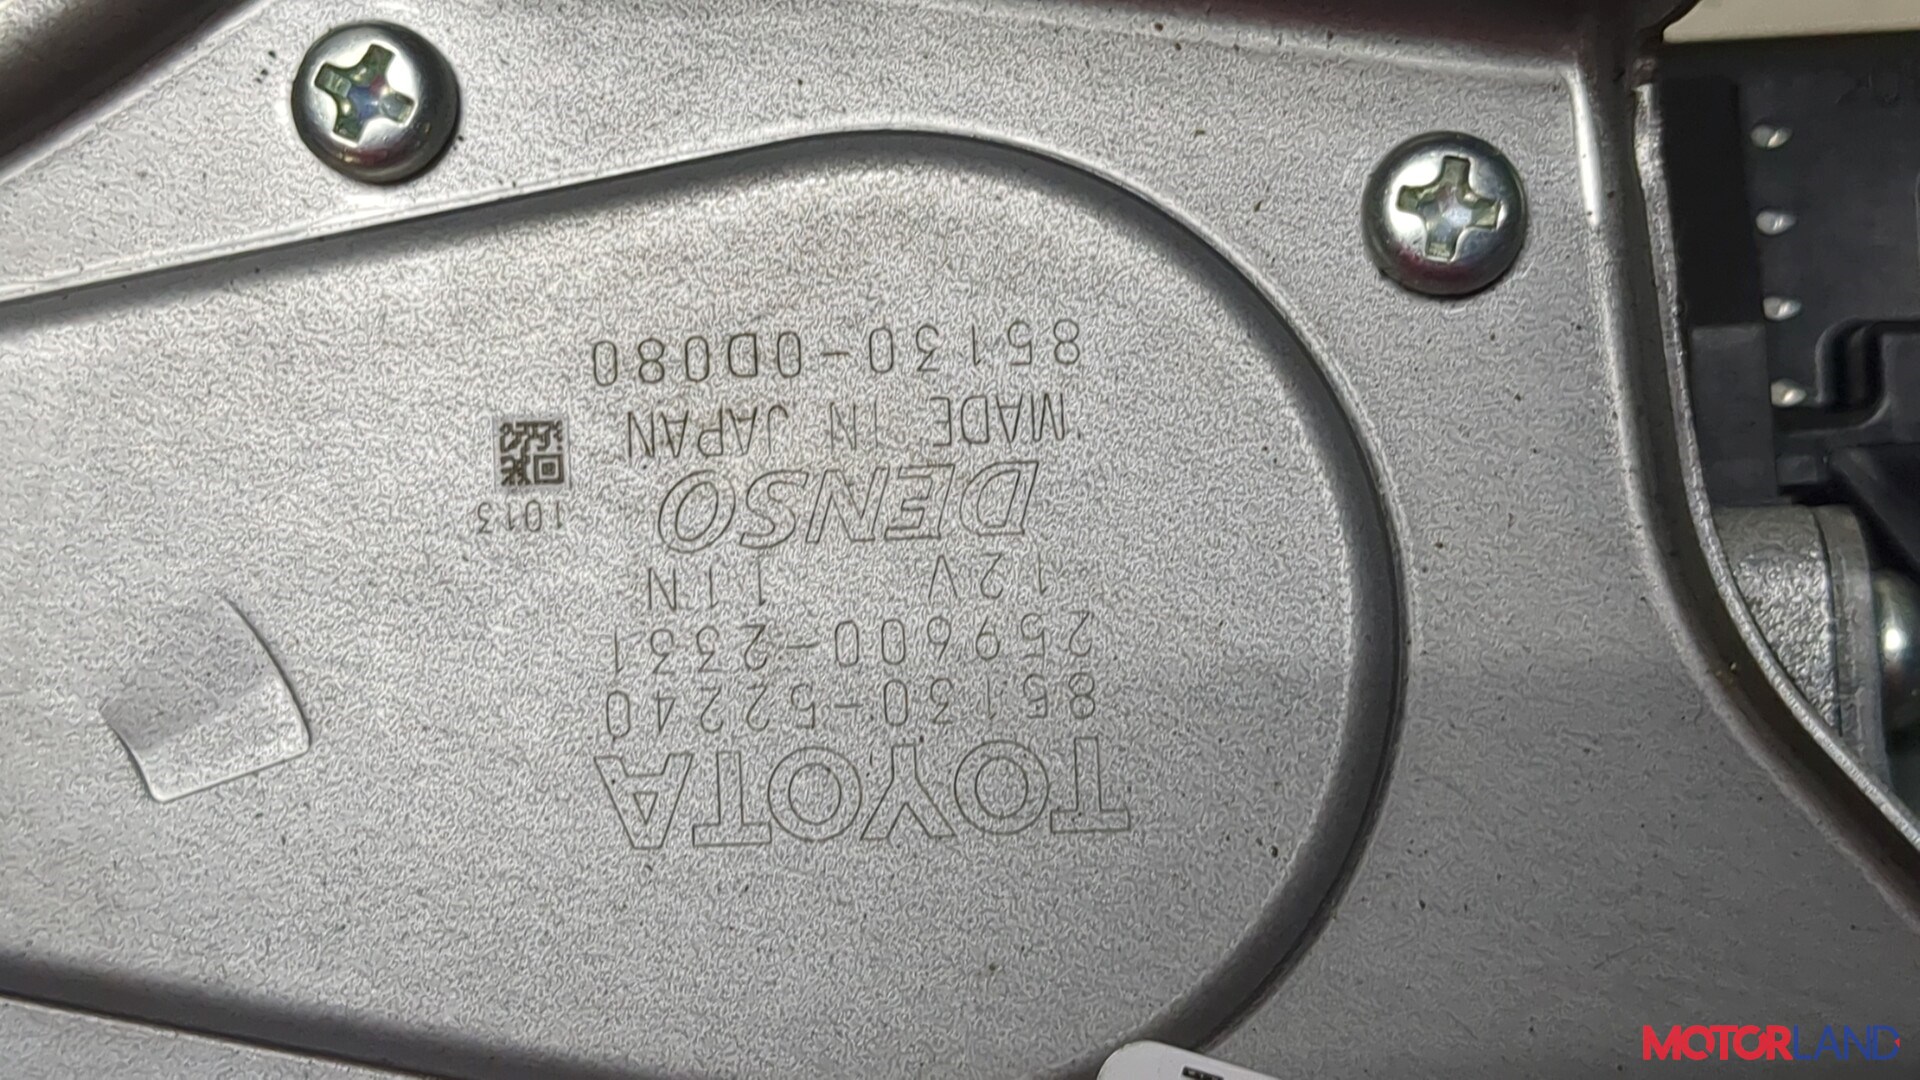 TOYOTA
85130-52240
259600-2331
12V 11N
DENSO
MADE IN JAPAN
85130-0D080
1013
MOTORLAND